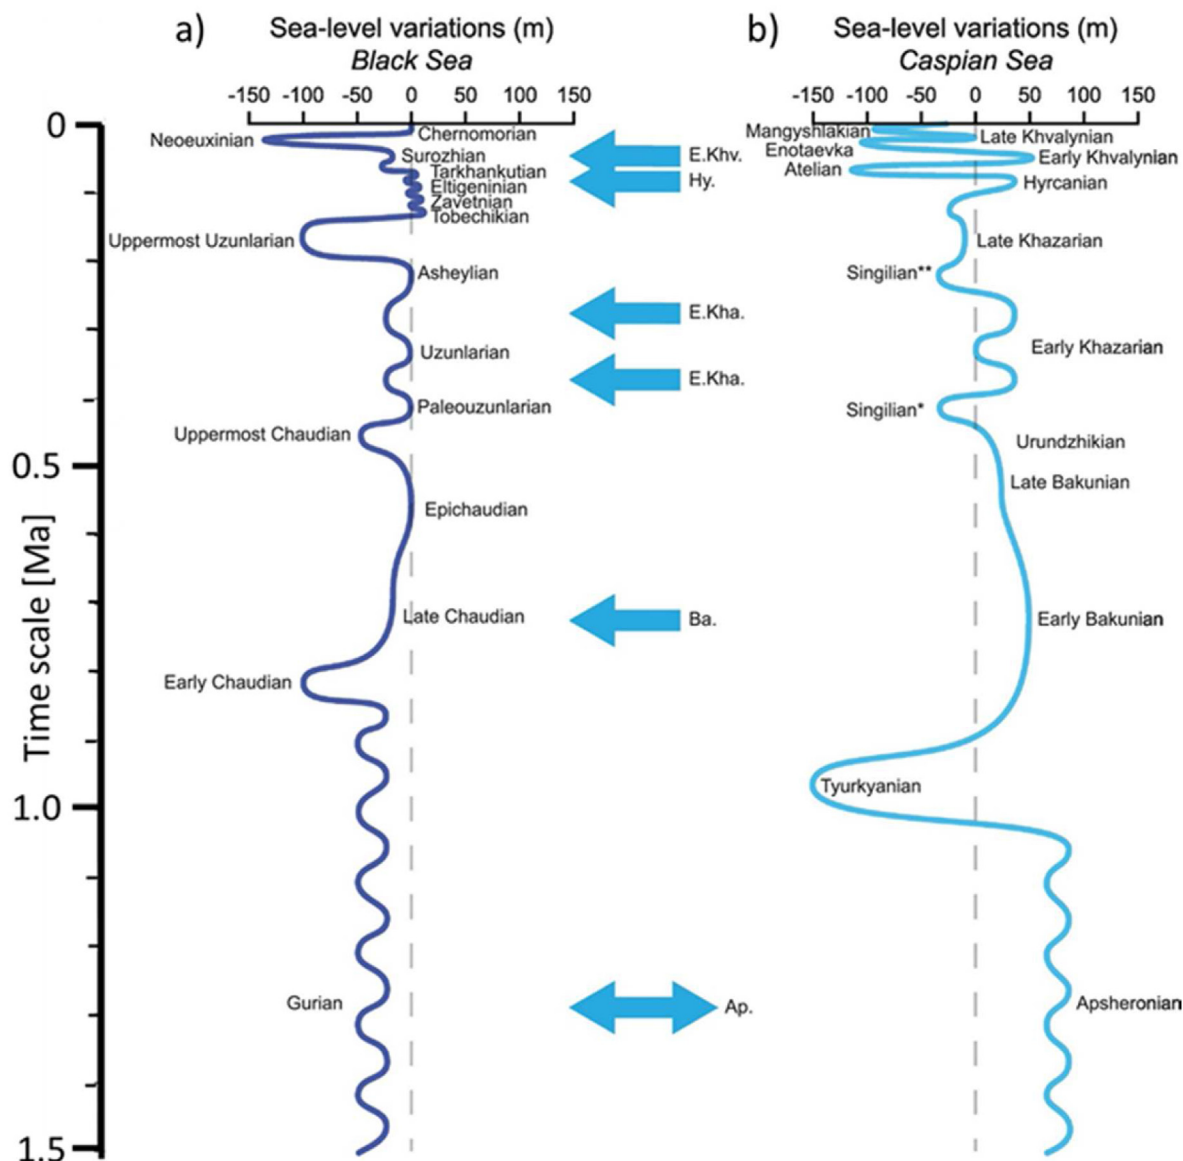 a)
Sea-level variations (m)
Black Sea
-150 -100 -50 0 50 100 150
b)
Sea-level variations (m)
Caspian Sea
-150 -100 -50 0 50 100 150
Time scale [Ma]
0
0.5
1.0
1.5
Chernomorian
Neoeuxinian
Surozhian
Tarkhankutian
Eltigeninian
Zavetnian
Tobechikian
Uppermost Uzunlarian
Asheylian
Uzunlarian
Paleouzunlarian
Uppermost Chaudian
Epichaudian
Late Chaudian
Early Chaudian
Gurian
E.Khv.
Hy.
E.Kha.
E.Kha.
Ba.
Ap.
Mangyshlakian
Late Khvalynian
Enotaevka
Early Khvalynian
Atelian
Hyrcanian
Late Khazarian
Singilian**
Early Khazarian
Singilian*
Urundzhikian
Late Bakunian
Early Bakunian
Tyurkyanian
Apsheronian